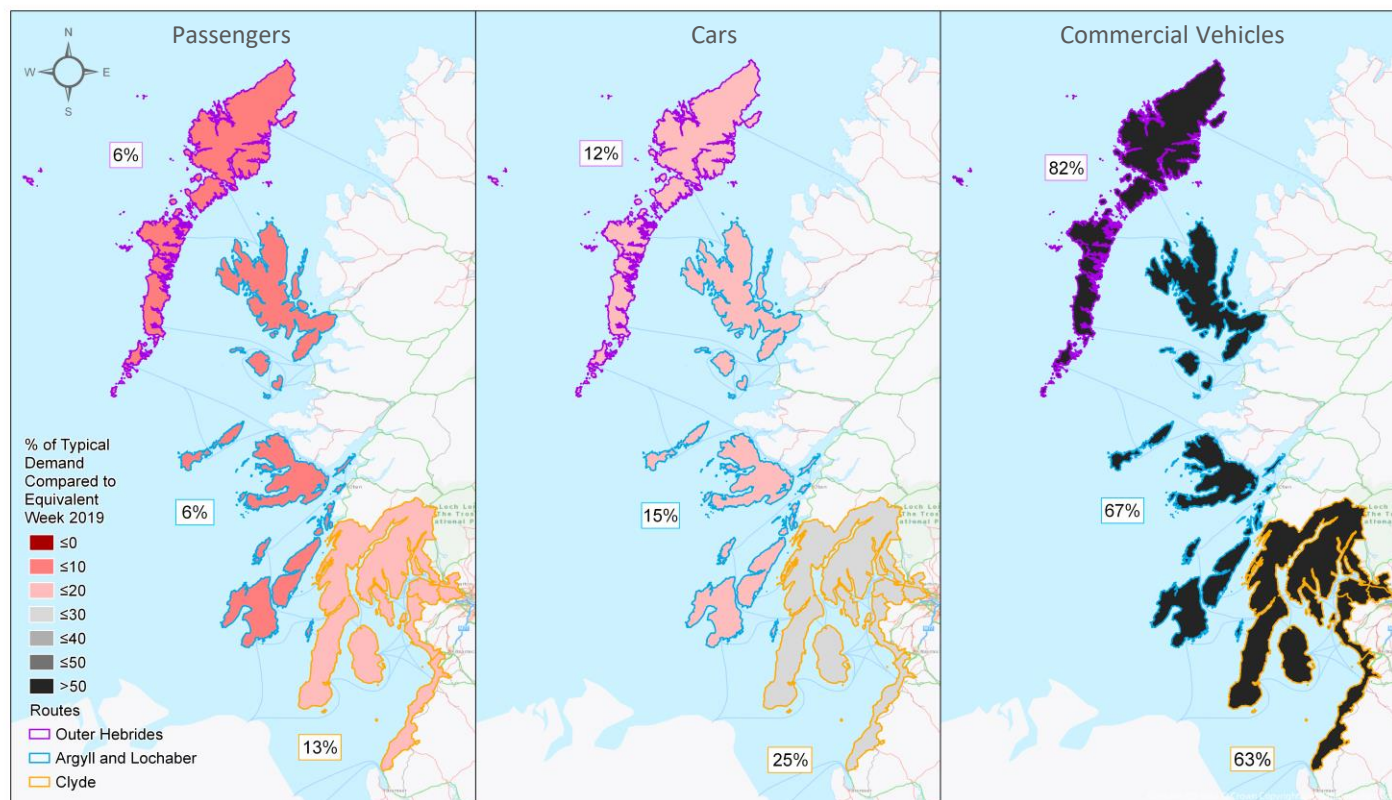 Passengers
Cars
Commercial Vehicles
N
W
E
S
6%
12%
82%
% of Typical
Demand
Compared to
Equivalent
Week 2019
≤0
≤10
≤20
≤30
≤40
≤50
>50
Routes
Outer Hebrides
Argyll and Lochaber
Clyde
6%
15%
67%
13%
25%
63%